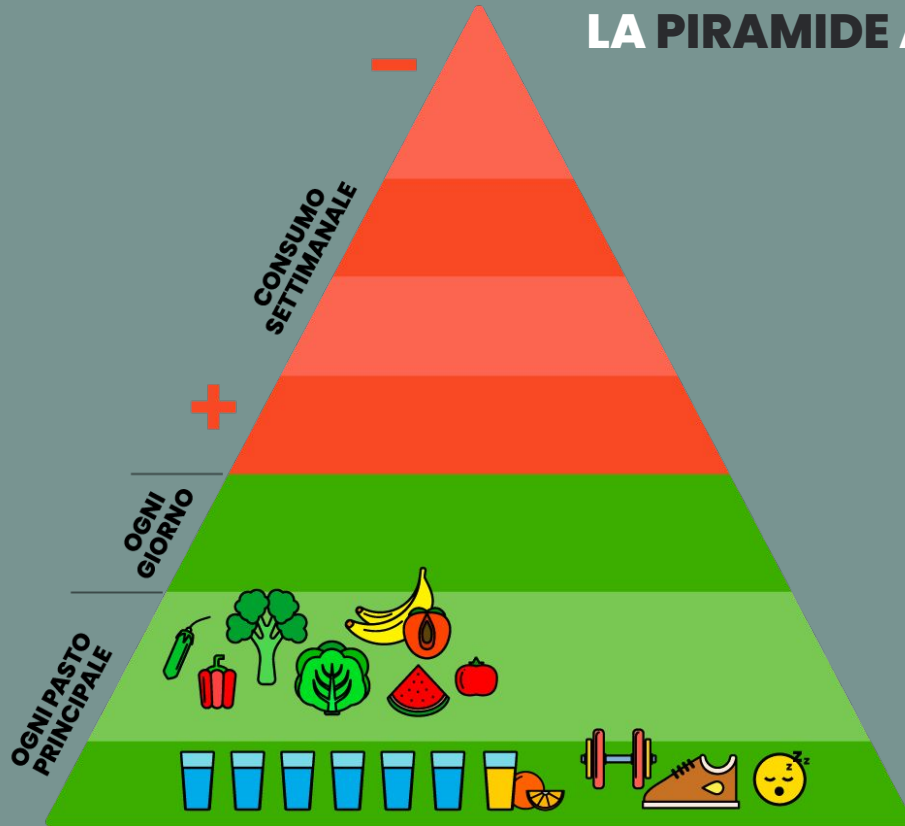 LA PIRAMIDE A
CONSUMO
SETTIMANALE
OGNI
GIORNO
OGNI PASTO
PRINCIPALE
z z z